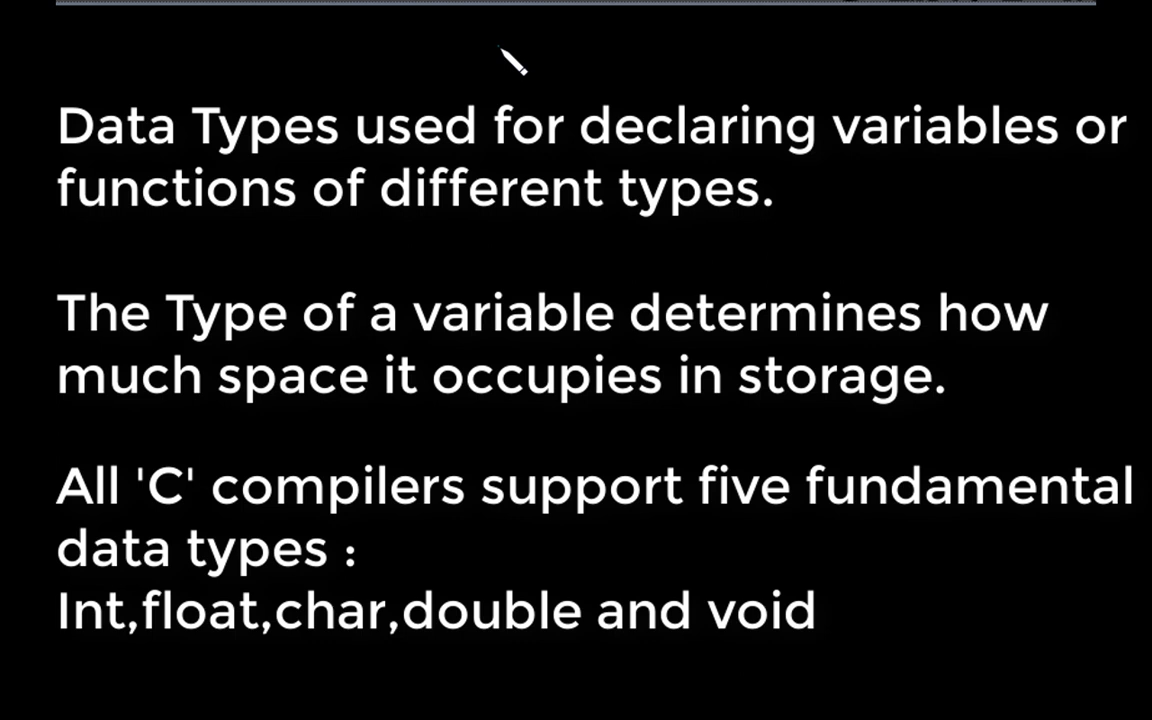 Data Types used for declaring variables or
functions of different types.
The Type of a variable determines how
much space it occupies in storage.
All 'C' compilers support five fundamental
data types :
Int,float,char,double and void